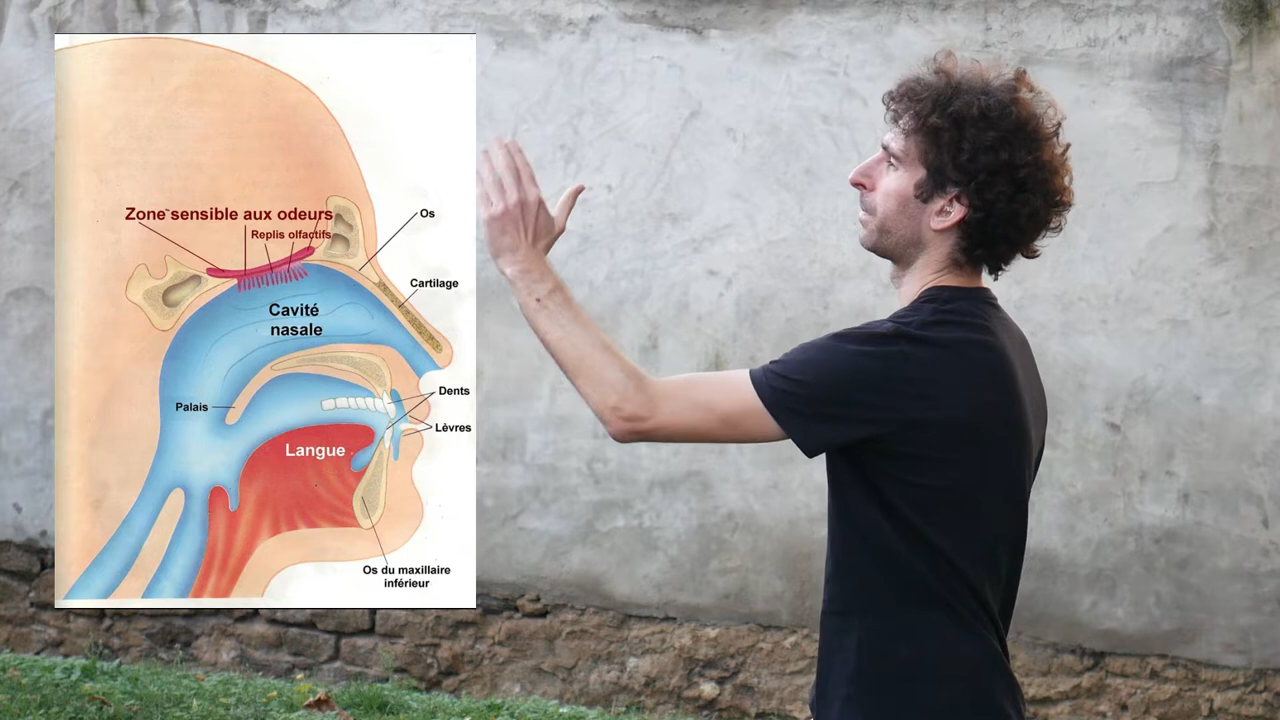 Zone sensible aux odeurs
Replis olfactifs
Os
Cartilage
Cavité
nasale
Dents
Palais
Lèvres
Langue
Os du maxillaire
inférieur